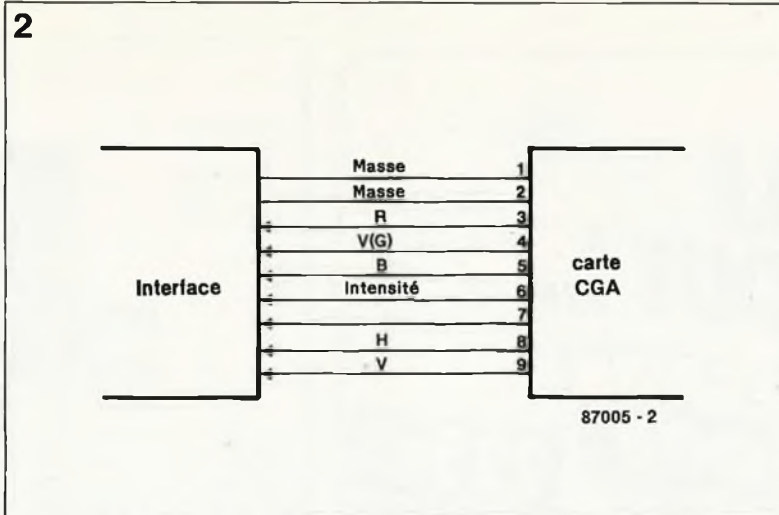 2
Masse 1
Masse 2
R 3
V(G) 4
B 5
Intensité 6
7
H 8
V 9
Interface
carte
CGA
87005 - 2